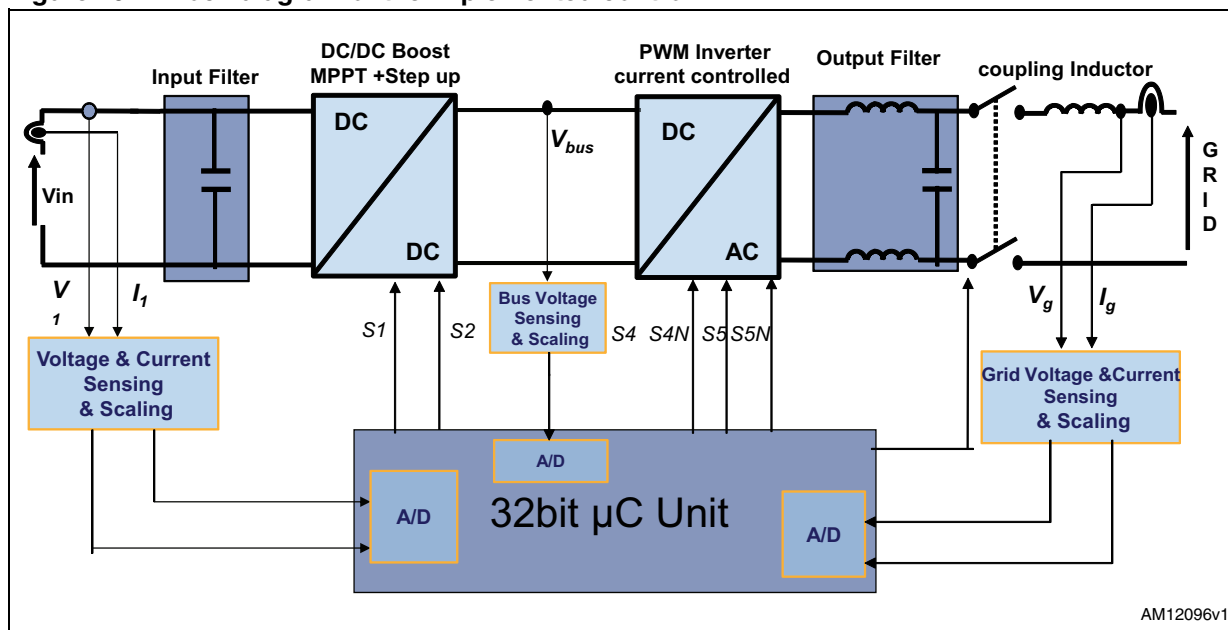 DC/DC Boost
MPPT +Step up
PWM Inverter
current controlled
Input Filter
Output Filter
coupling Inductor
DC
DC
DC
AC
Vin
Vbus
G
R
I
D
V
1
I1
S1
S2
Bus Voltage
Sensing
& Scaling
S4
S4N
S5
S5N
Vg
Ig
Voltage & Current
Sensing
& Scaling
Grid Voltage &Current
Sensing
& Scaling
A/D
A/D
A/D
32bit µC Unit
AM12096v1